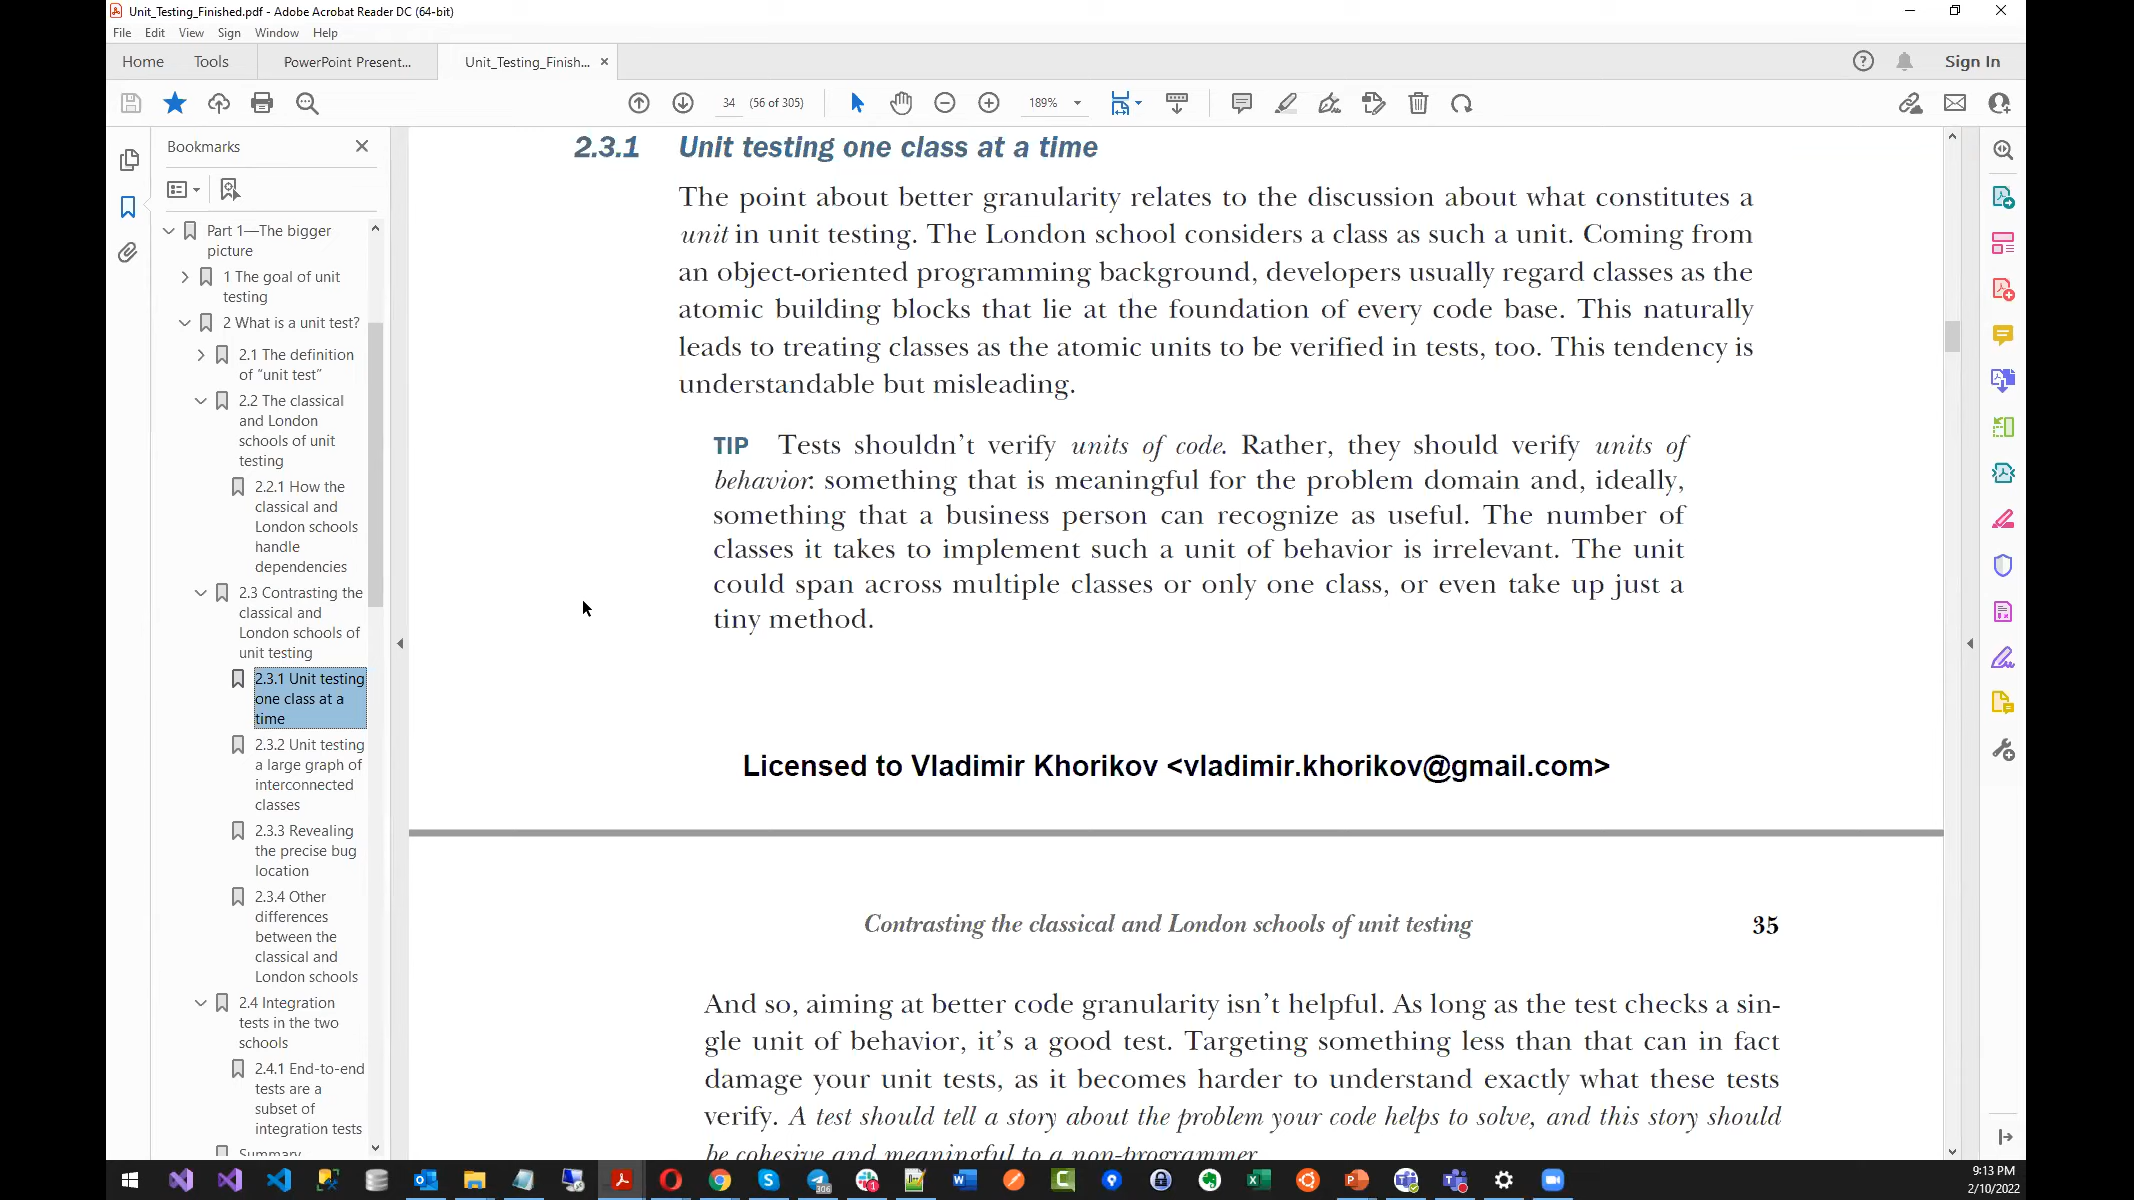 Unit_Testing_Finished.pdf - Adobe Acrobat Reader DC (64-bit)
File Edit View Sign Window Help
Home Tools PowerPoint Present... Unit_Testing_Finish... × Sign In
34 (56 of 305) 189%
Bookmarks
Part 1—The bigger
picture
1 The goal of unit
testing
2 What is a unit test?
2.1 The definition
of “unit test”
2.2 The classical
and London
schools of unit
testing
2.2.1 How the
classical and
London schools
handle
dependencies
2.3 Contrasting the
classical and
London schools of
unit testing
2.3.1 Unit testing
one class at a
time
2.3.2 Unit testing
a large graph of
interconnected
classes
2.3.3 Revealing
the precise bug
location
2.3.4 Other
differences
between the
classical and
London schools
2.4 Integration
tests in the two
schools
2.4.1 End-to-end
tests are a
subset of
integration tests
Summary
2.3.1 Unit testing one class at a time
The point about better granularity relates to the discussion about what constitutes a
unit in unit testing. The London school considers a class as such a unit. Coming from
an object-oriented programming background, developers usually regard classes as the
atomic building blocks that lie at the foundation of every code base. This naturally
leads to treating classes as the atomic units to be verified in tests, too. This tendency is
understandable but misleading.
TIP Tests shouldn’t verify units of code. Rather, they should verify units of
behavior: something that is meaningful for the problem domain and, ideally,
something that a business person can recognize as useful. The number of
classes it takes to implement such a unit of behavior is irrelevant. The unit
could span across multiple classes or only one class, or even take up just a
tiny method.
Licensed to Vladimir Khorikov <vladimir.khorikov@gmail.com>
Contrasting the classical and London schools of unit testing 35
And so, aiming at better code granularity isn’t helpful. As long as the test checks a sin-
gle unit of behavior, it’s a good test. Targeting something less than that can in fact
damage your unit tests, as it becomes harder to understand exactly what these tests
verify. A test should tell a story about the problem your code helps to solve, and this story should
be cohesive and meaningful to a non-programmer
306
9:13 PM
2/10/2022